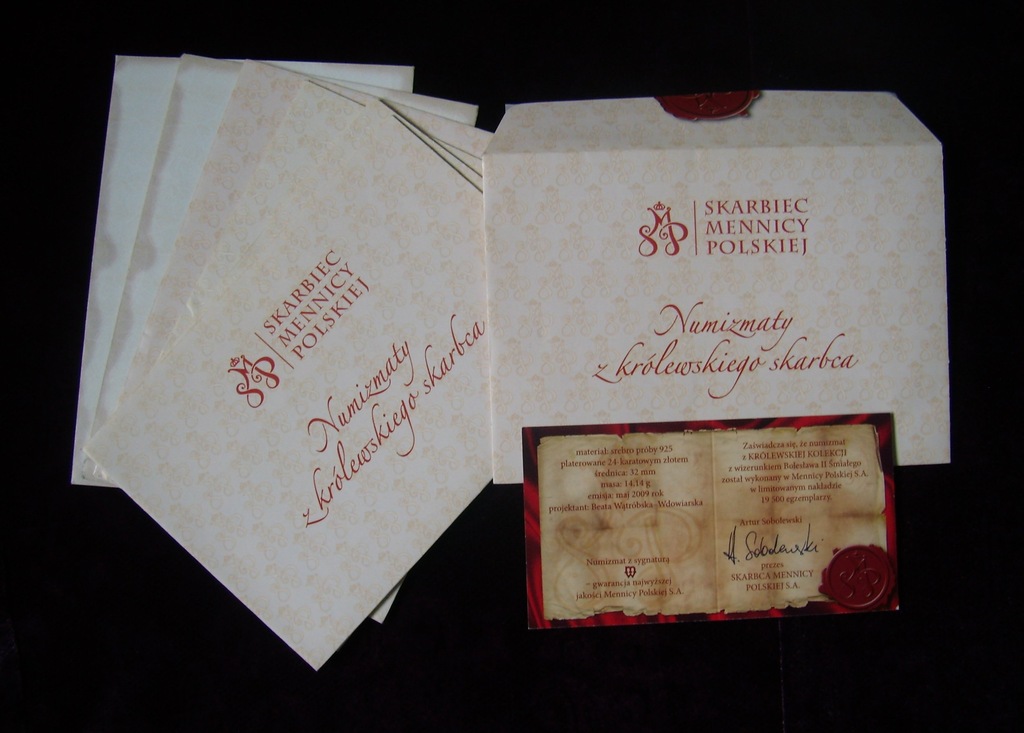 SKARBIEC
MENNICY
POLSKIEJ
Numizmaty
z królewskiego skarbca
SKARBIEC
MENNICY
POLSKIEJ
Numizmaty
z królewskiego skarbca
materiał: srebro próby 925
platerowane 24-karatowym złotem
średnica: 32 mm
masa: 14,14 g
emisja: maj 2009 rok
projektant: Beata Wątróbska - Wdowiarska
Numizmat z sygnaturą
– gwarancja najwyższej
jakości Mennicy Polskiej S.A.
Zaświadcza się, że numizmat
z KRÓLEWSKIEJ KOLEKCJI
z wizerunkiem Bolesława II Śmiałego
został wykonany w Mennicy Polskiej S.A.
w limitowanym nakładzie
19 500 egzemplarzy.
Artur Sobolewski
A. Sobolewski
prezes
SKARBCA MENNICY
POLSKIEJ S.A.